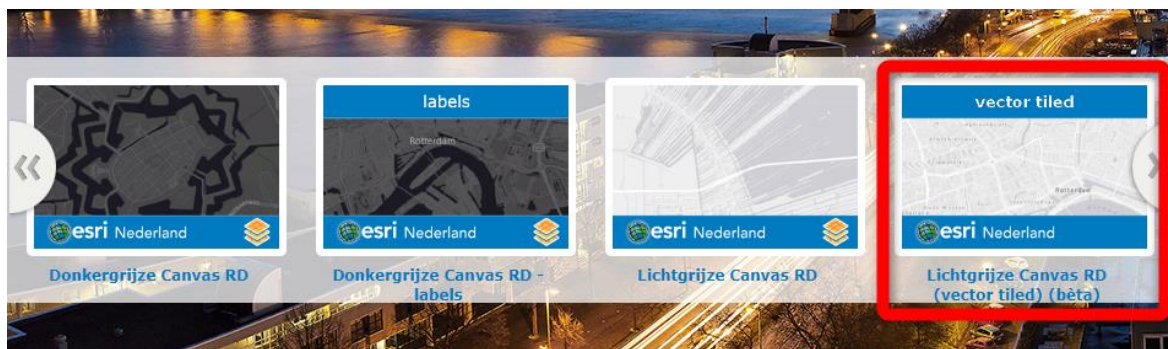 labels
vector tiled
Rotterdam
Rotterdam
esri Nederland
esri Nederland
esri Nederland
esri Nederland
Donkergrijze Canvas RD
Donkergrijze Canvas RD -
labels
Lichtgrijze Canvas RD
Lichtgrijze Canvas RD
(vector tiled) (bèta)